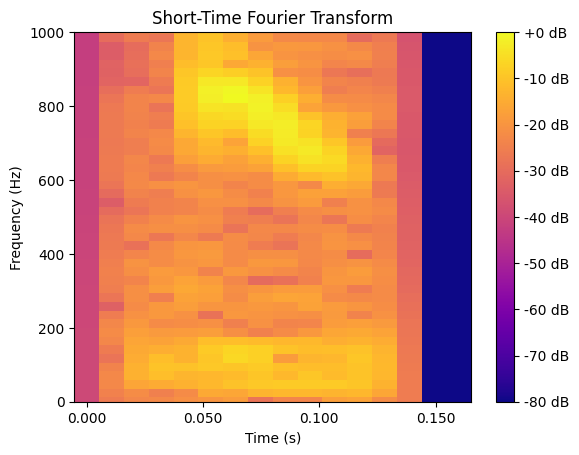 Short-Time Fourier Transform
1000
800
600
400
200
0
Frequency (Hz)
0.000
0.050
0.100
0.150
Time (s)
+0 dB
-10 dB
-20 dB
-30 dB
-40 dB
-50 dB
-60 dB
-70 dB
-80 dB